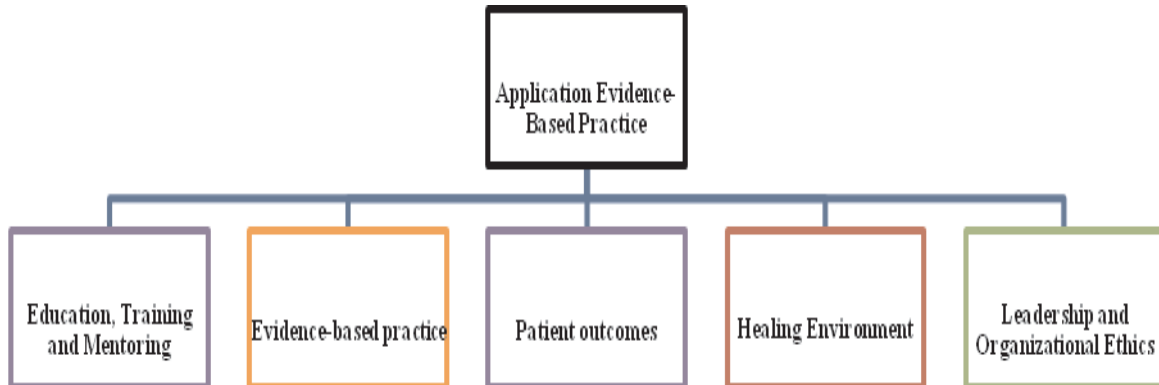 Application Evidence-
Based Practice
Education, Training
and Mentoring
Evidence-based practice
Patient outcomes
Healing Environment
Leadership and
Organizational Ethics